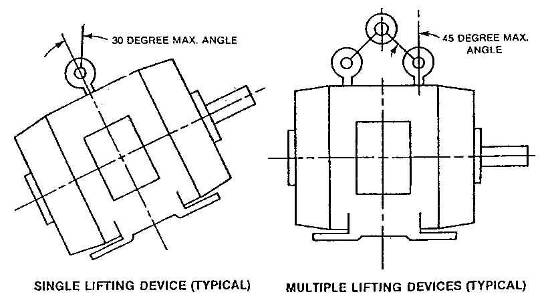 30 DEGREE MAX. ANGLE
45 DEGREE MAX.
ANGLE
SINGLE LIFTING DEVICE (TYPICAL)
MULTIPLE LIFTING DEVICES (TYPICAL)